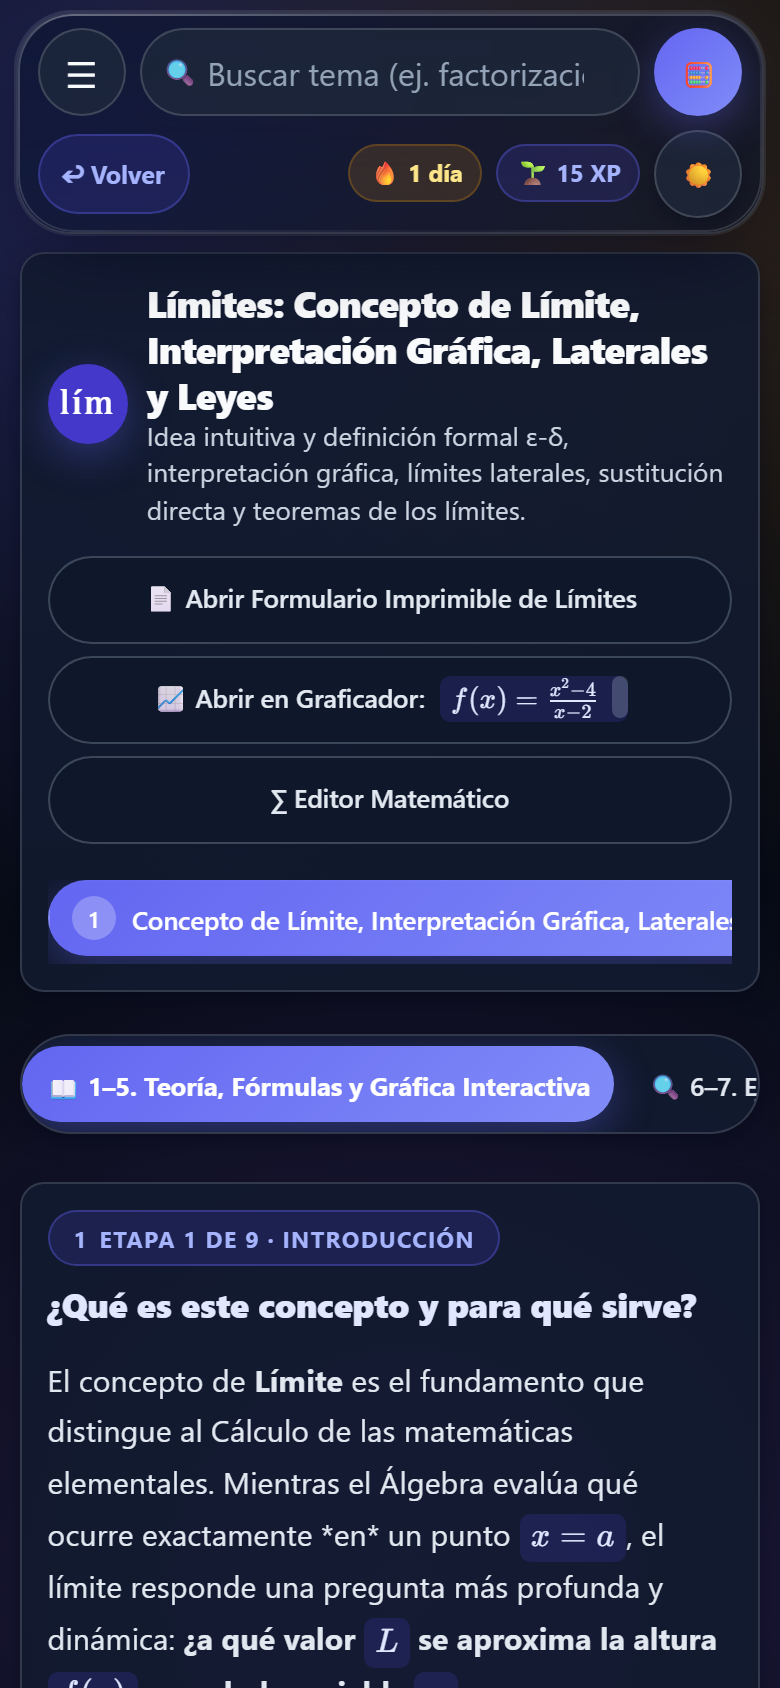 ☰
Buscar tema (ej. factorizaci
↩ Volver
1 día
15 XP
lím
Límites: Concepto de Límite,
Interpretación Gráfica, Laterales
y Leyes
Idea intuitiva y definición formal ε-δ,
interpretación gráfica, límites laterales, sustitución
directa y teoremas de los límites.
Abrir Formulario Imprimible de Límites
Abrir en Graficador: f(x) = \frac{x^2-4}{x-2}
∑ Editor Matemático
1 Concepto de Límite, Interpretación Gráfica, Laterales
1–5. Teoría, Fórmulas y Gráfica Interactiva
6–7. E
1 ETAPA 1 DE 9 · INTRODUCCIÓN
¿Qué es este concepto y para qué sirve?
El concepto de Límite es el fundamento que
distingue al Cálculo de las matemáticas
elementales. Mientras el Álgebra evalúa qué
ocurre exactamente *en* un punto x = a, el
límite responde una pregunta más profunda y
dinámica: ¿a qué valor L se aproxima la altura